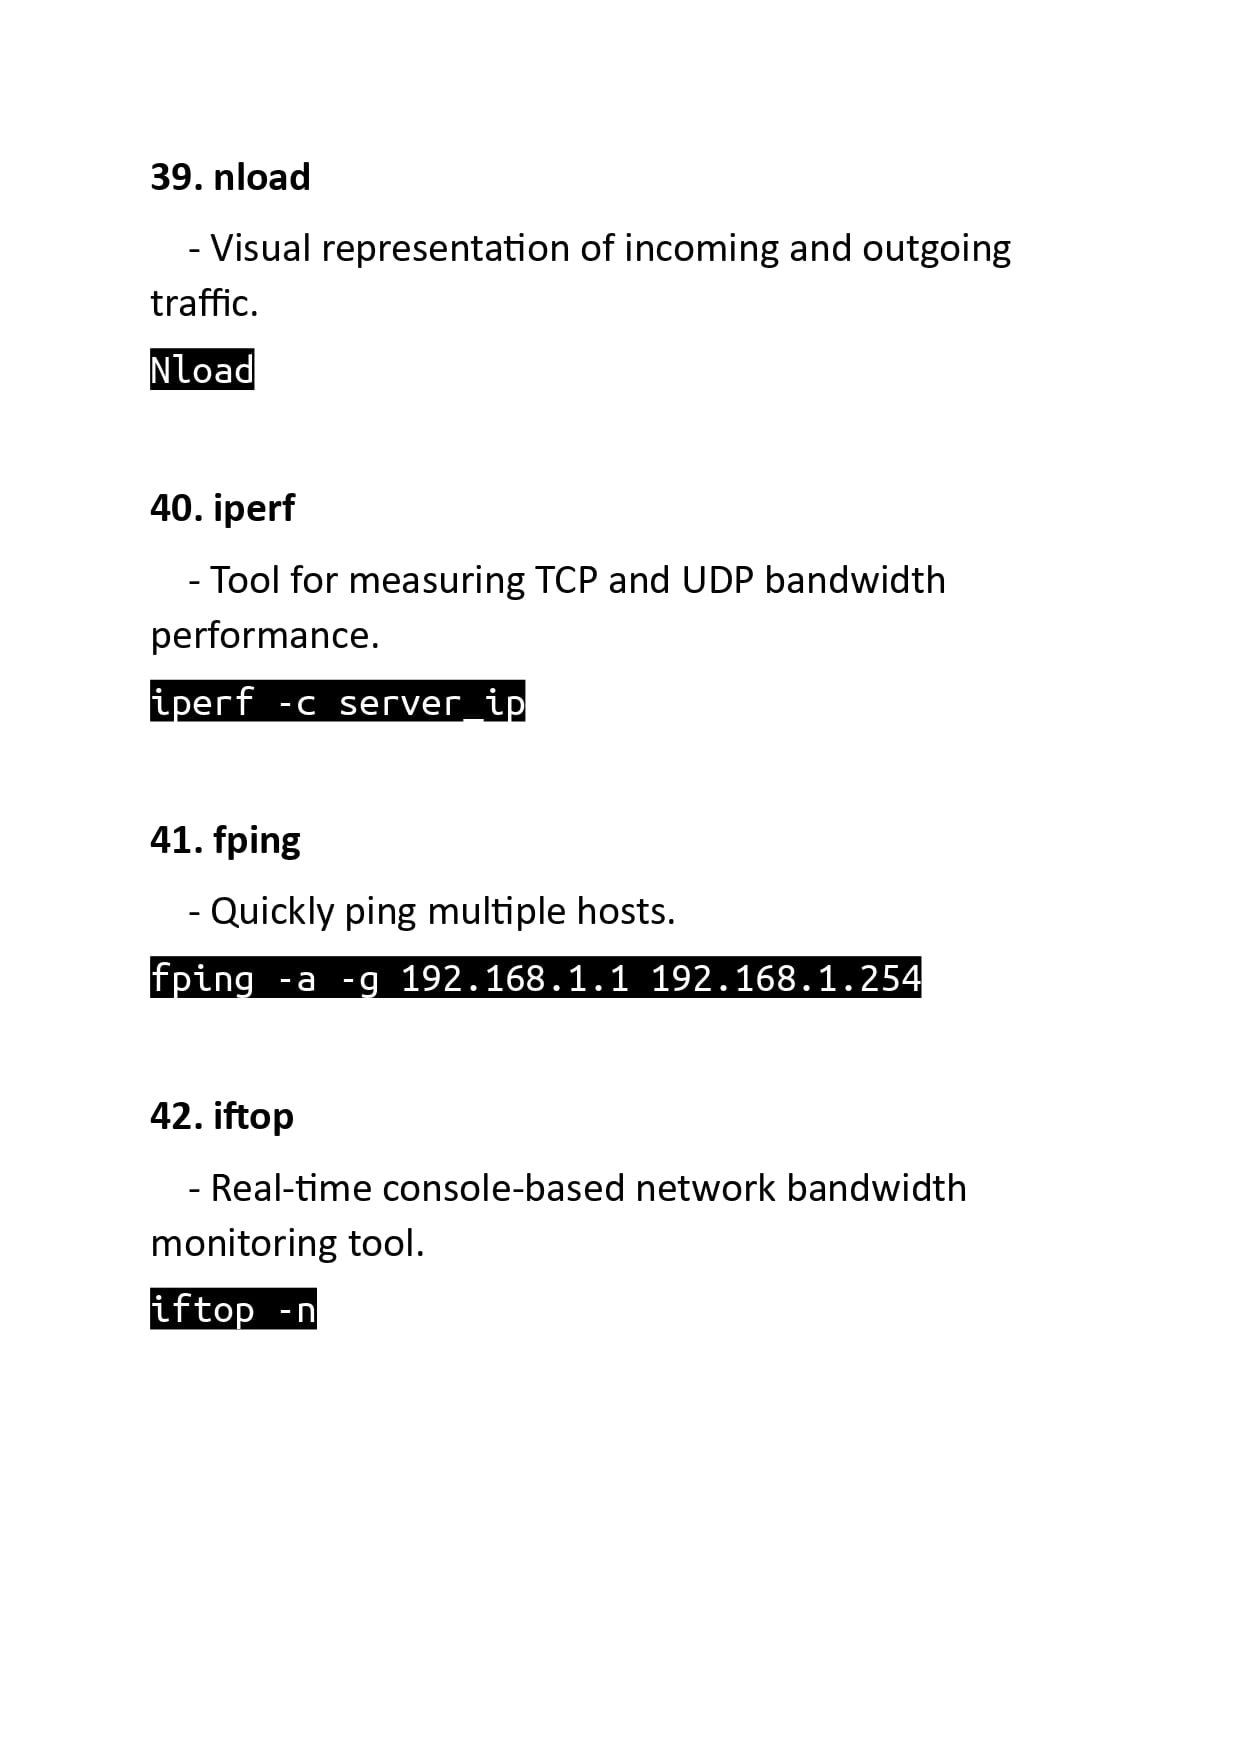 39. nload
- Visual representation of incoming and outgoing
traffic.
Nload
40. iperf
- Tool for measuring TCP and UDP bandwidth
performance.
iperf -c server_ip
41. fping
- Quickly ping multiple hosts.
fping -a -g 192.168.1.1 192.168.1.254
42. iftop
- Real-time console-based network bandwidth
monitoring tool.
iftop -n